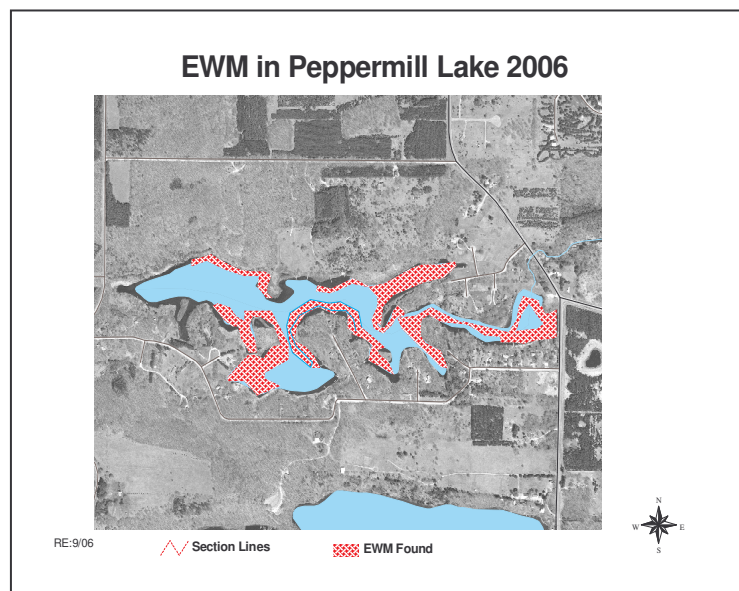 EWM in Peppermill Lake 2006
N
W E
S
RE:9/06
Section Lines
EWM Found